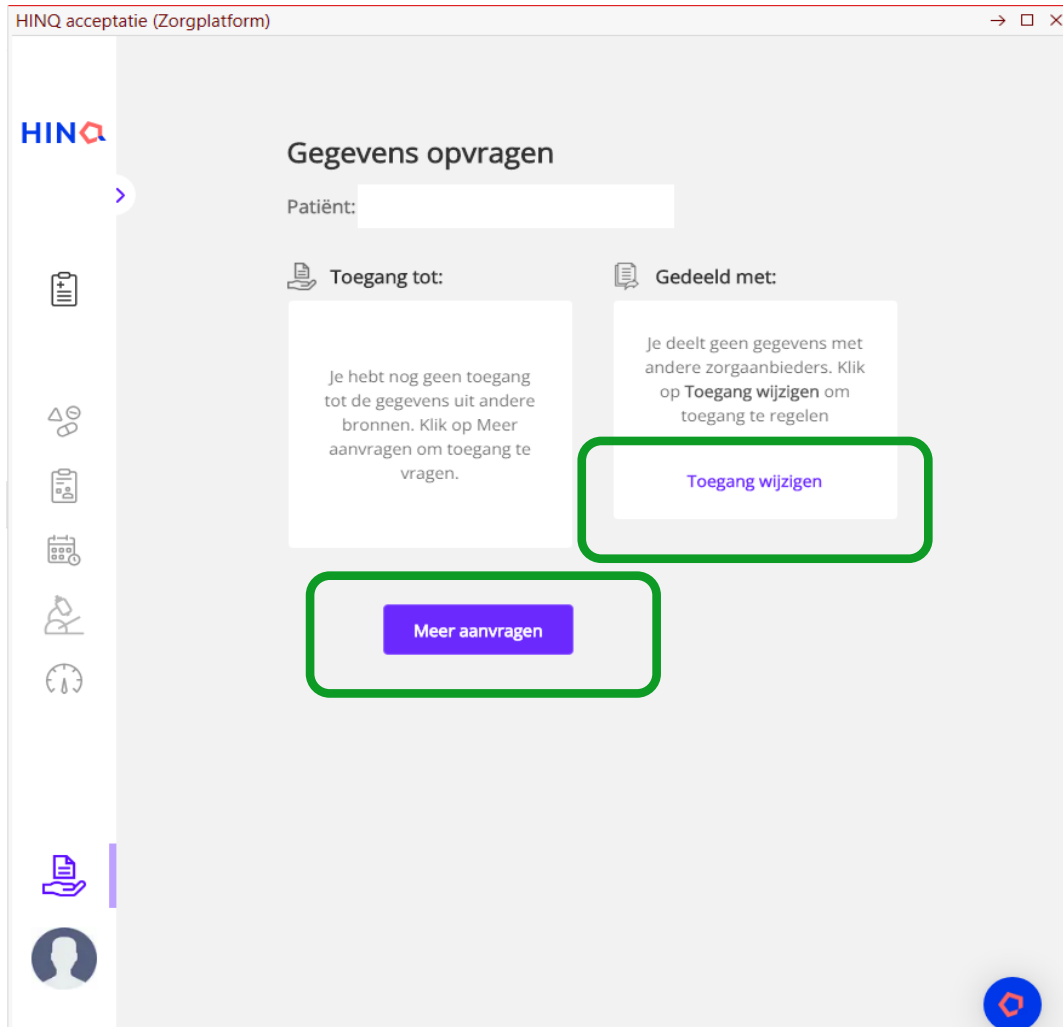 HINQ acceptatie (Zorgplatform)
HINQ
Gegevens opvragen
Patiënt:
Toegang tot:
Je hebt nog geen toegang
tot de gegevens uit andere
bronnen. Klik op Meer
aanvragen om toegang te
vragen.
Gedeeld met:
Je deelt geen gegevens met
andere zorgaanbieders. Klik
op Toegang wijzigen om
toegang te regelen
Toegang wijzigen
Meer aanvragen